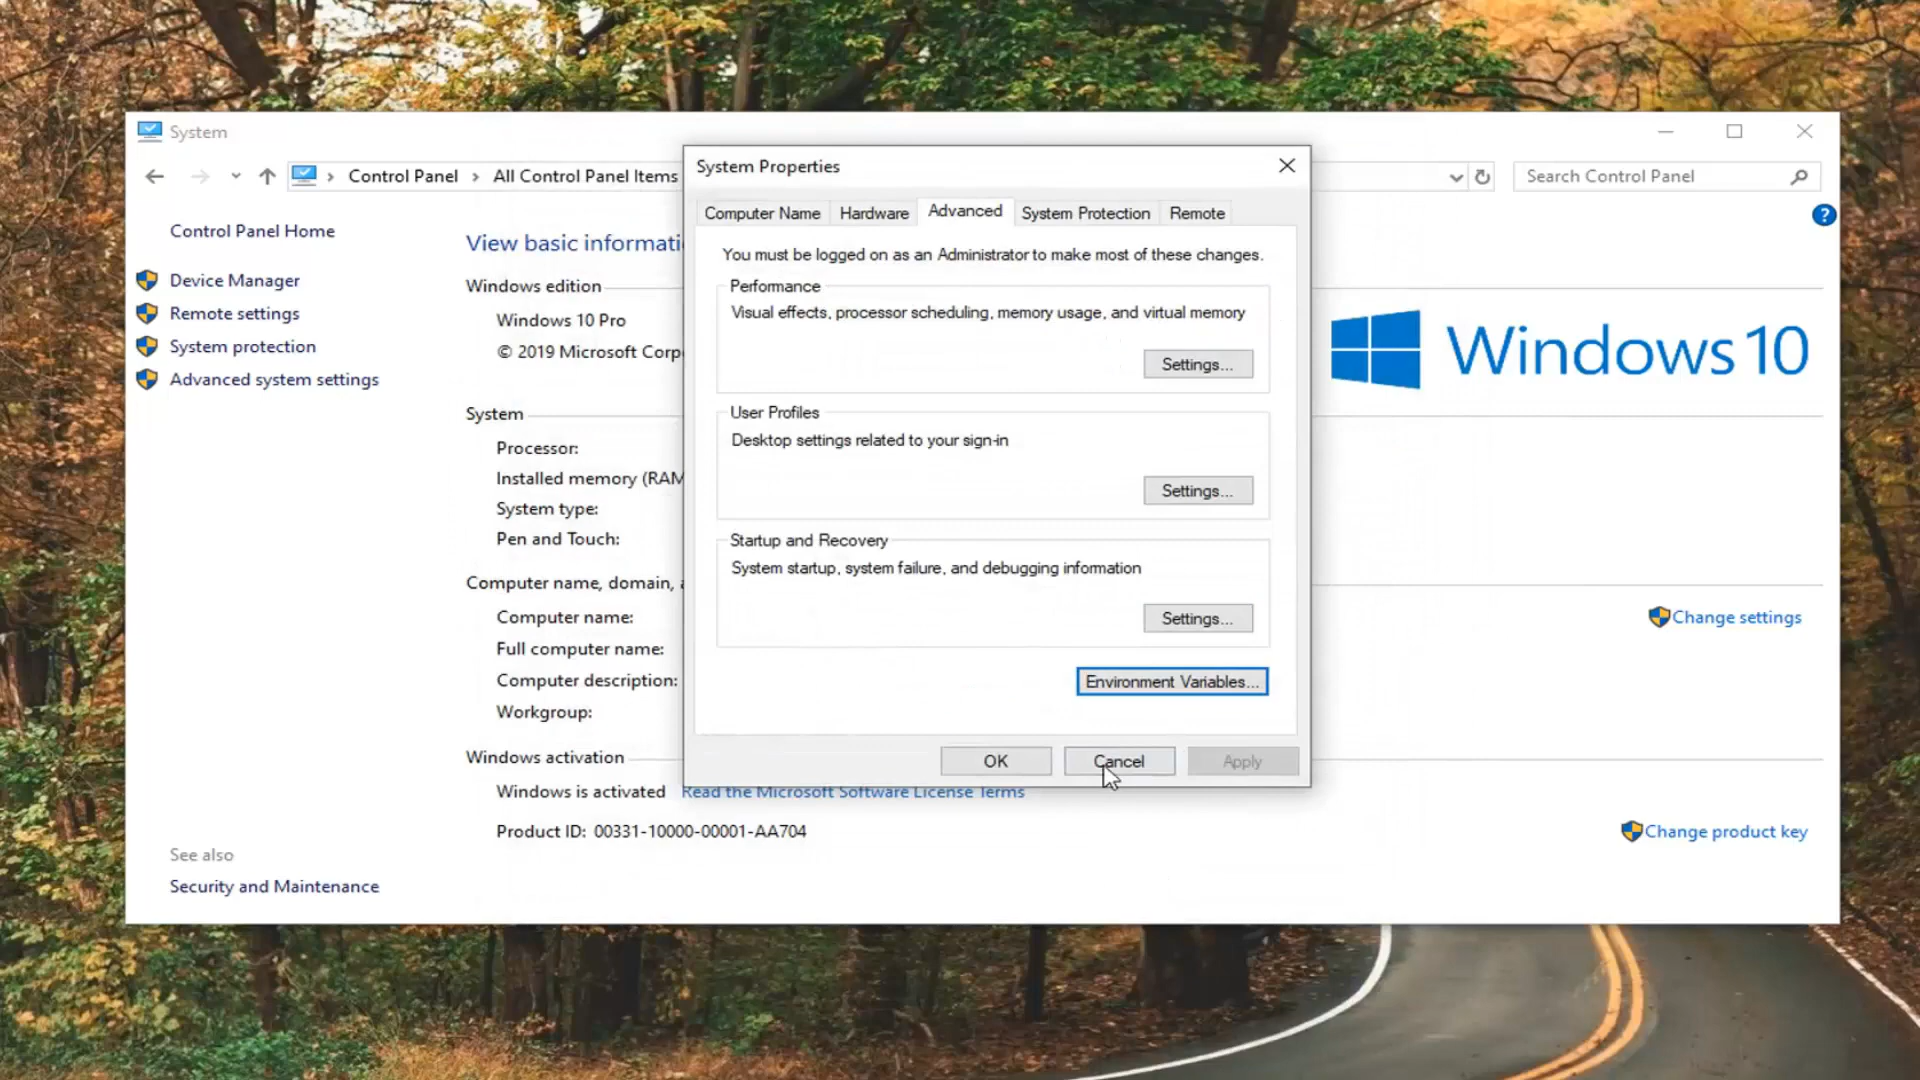 System
Control Panel
All Control Panel Items
Search Control Panel
?
Control Panel Home
Device Manager
Remote settings
System protection
Advanced system settings
See also
Security and Maintenance
View basic informati
Windows edition
Windows 10 Pro
© 2019 Microsoft Corp
System
Processor:
Installed memory (RAM
System type:
Pen and Touch:
Computer name, domain,
Computer name:
Full computer name:
Computer description:
Workgroup:
Windows activation
Windows is activated Read the Microsoft Software License Terms
Product ID: 00331-10000-00001-AA704
Windows 10
Change settings
Change product key
System Properties
Computer Name
Hardware
Advanced
System Protection
Remote
You must be logged on as an Administrator to make most of these changes.
Performance
Visual effects, processor scheduling, memory usage, and virtual memory
Settings...
User Profiles
Desktop settings related to your sign-in
Settings...
Startup and Recovery
System startup, system failure, and debugging information
Settings...
Environment Variables...
OK
Cancel
Apply